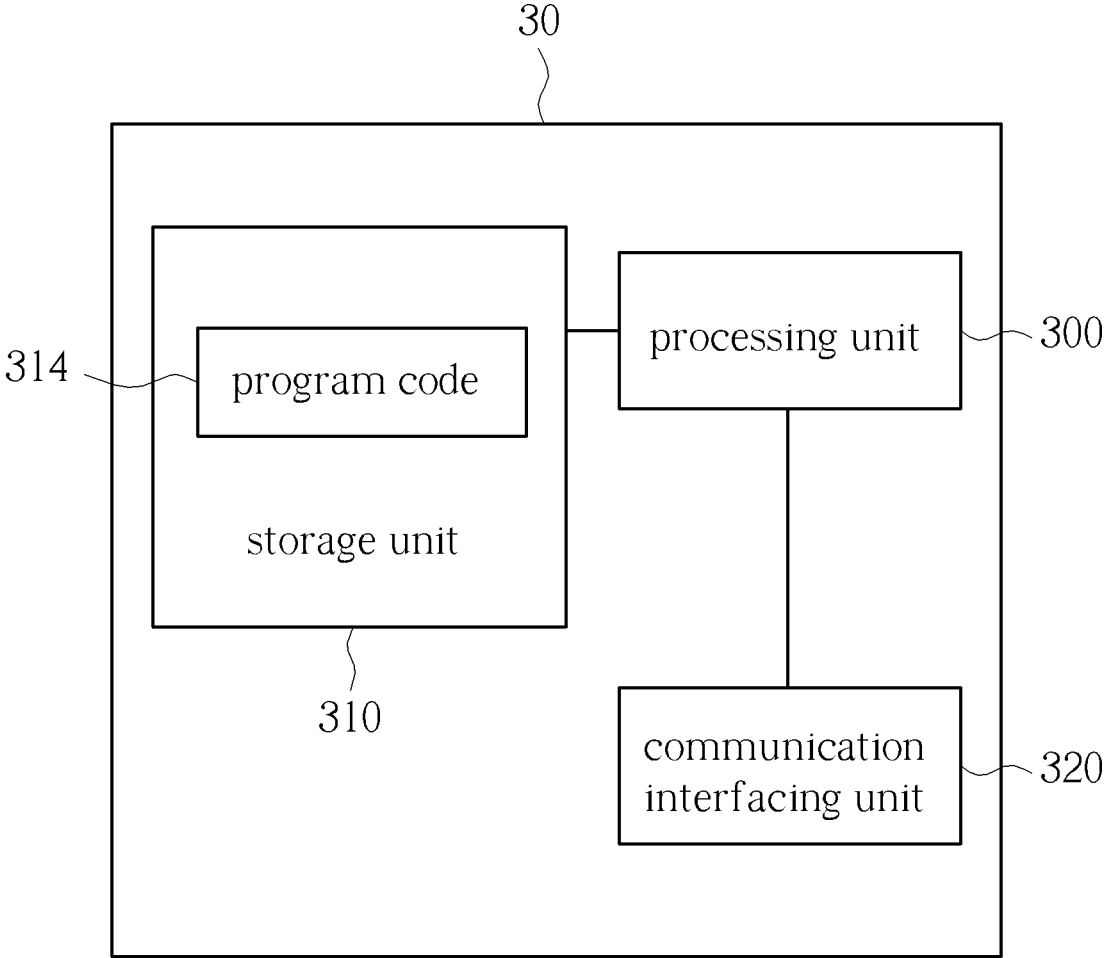 30
processing unit
300
314
program code
storage unit
310
communication
interfacing unit
320